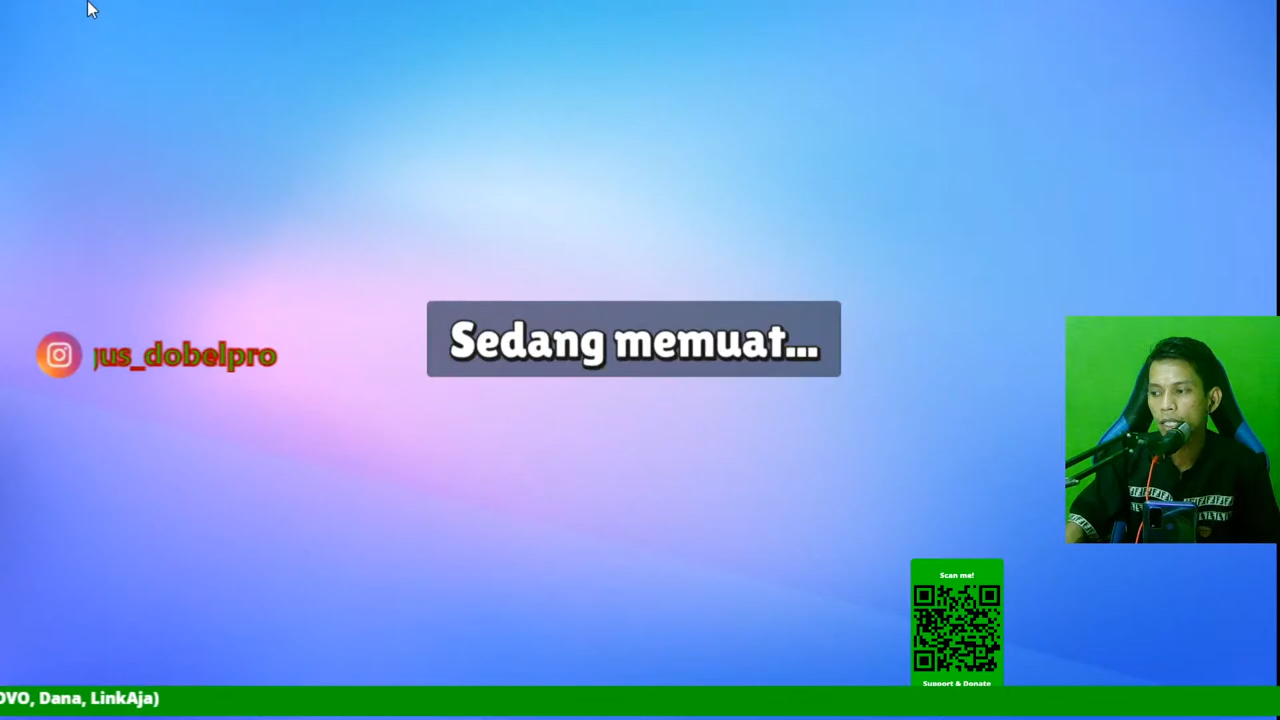 Sedang memuat...
jus_dobelpro
Scan me!
Support & Donate
OVO, Dana, LinkAja)